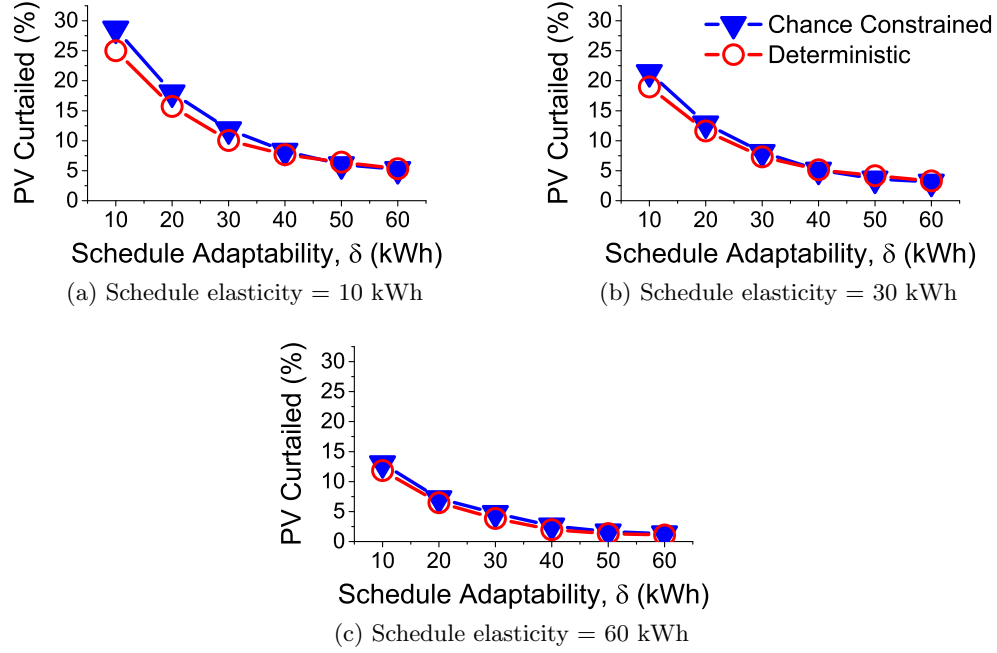 PV Curtailed (%)
30
25
20
15
10
5
0
10 20 30 40 50 60
Schedule Adaptability, δ (kWh)
(a) Schedule elasticity = 10 kWh
Chance Constrained
Deterministic
PV Curtailed (%)
30
25
20
15
10
5
0
10 20 30 40 50 60
Schedule Adaptability, δ (kWh)
(b) Schedule elasticity = 30 kWh
PV Curtailed (%)
30
25
20
15
10
5
0
10 20 30 40 50 60
Schedule Adaptability, δ (kWh)
(c) Schedule elasticity = 60 kWh